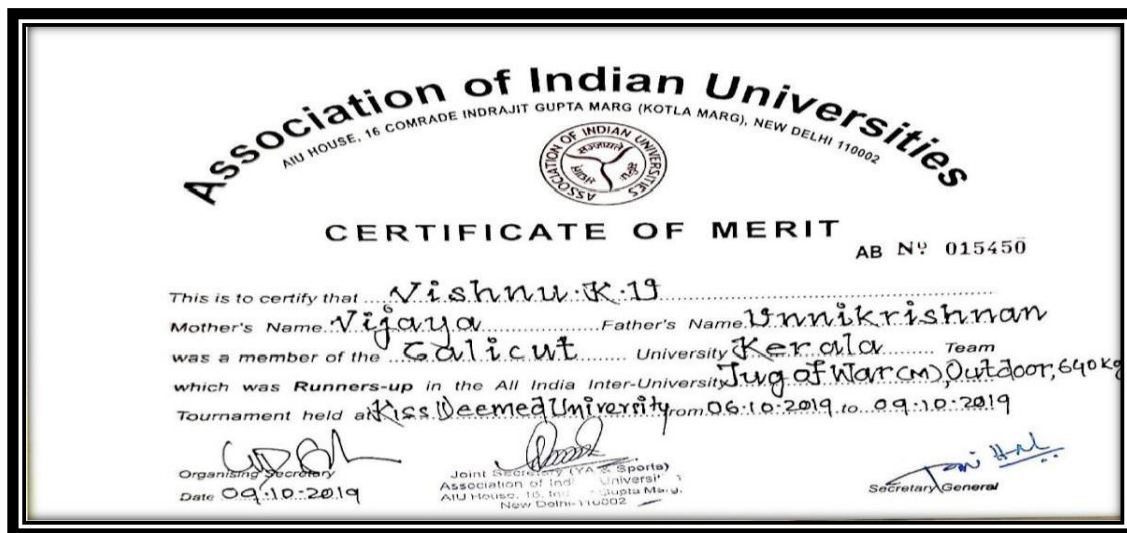 Association of Indian Universities
AIU HOUSE, 16 COMRADE INDRAJIT GUPTA MARG (KOTLA MARG), NEW DELHI 110002
ASSOCIATION OF INDIAN UNIVERSITIES
CERTIFICATE OF MERIT
AB Nº 015450
This is to certify that Vishnu.K.U
Mother's Name Vijaya Father's Name Unnikrishnan
was a member of the Calicut University Kerala Team
which was Runners-up in the All India Inter-University Tug of War (M), Outdoor, 640 kg
Tournament held at Kiss Deemed University from 06.10.2019 to 09.10.2019
Organising Secretary
Date 09.10.2019
Joint Secretary (YA & Sports)
Association of Universit
AIU House, 16, Gupta Marg,
New Delhi-110002
Secretary General